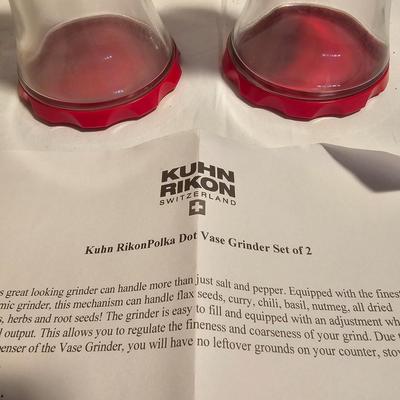 KUHN
RIKON
SWITZERLAND
Kuhn RikonPolka Dot Vase Grinder Set of 2
great looking grinder can handle more than just salt and pepper. Equipped with the finest
grinder, this mechanism can handle flax seeds, curry, chili, basil, nutmeg, all dried
herbs and root seeds! The grinder is easy to fill and equipped with an adjustment
output. This allows you to regulate the fineness and coarseness of your grind. Due
of the Vase Grinder, you will have no leftover grounds on your counter,